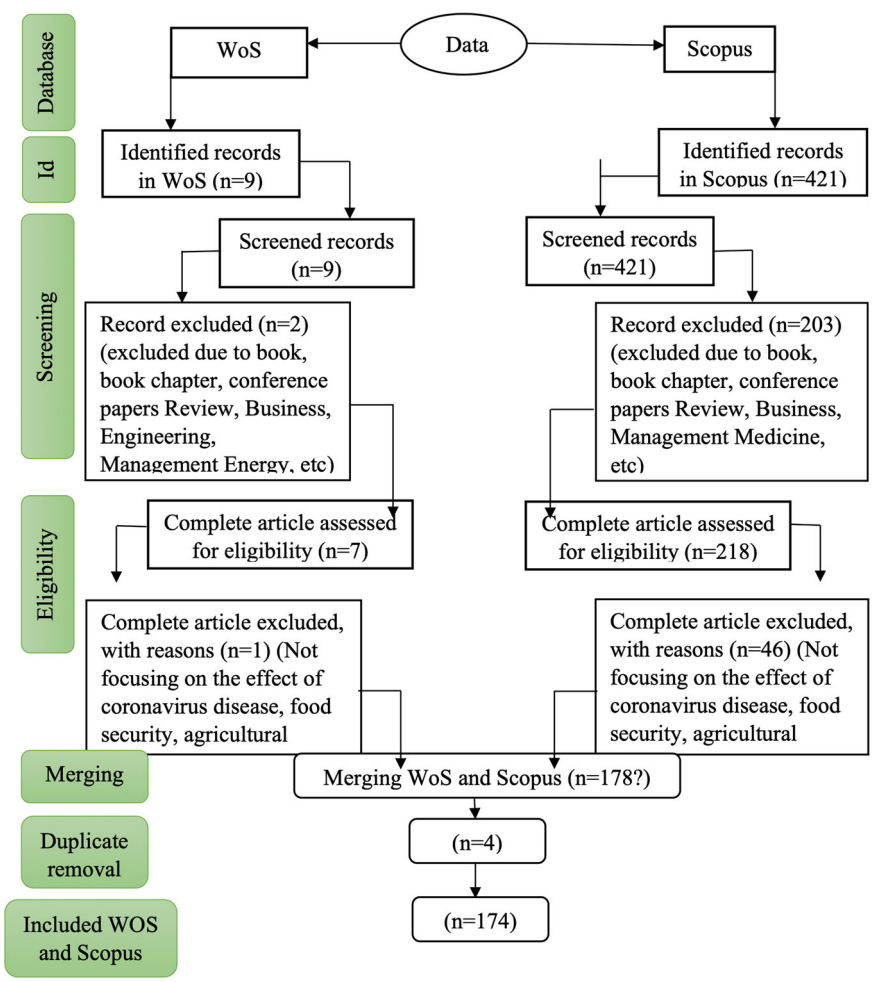 Database
WoS
Data
Scopus
Id
Identified records
in WoS (n=9)
Identified records
in Scopus (n=421)
Screening
Screened records
(n=9)
Screened records
(n=421)
Record excluded (n=2)
(excluded due to book,
book chapter, conference
papers Review, Business,
Engineering,
Management Energy, etc)
Record excluded (n=203)
(excluded due to book,
book chapter, conference
papers Review, Business,
Management Medicine,
etc)
Eligibility
Complete article assessed
for eligibility (n=7)
Complete article assessed
for eligibility (n=218)
Complete article excluded,
with reasons (n=1) (Not
focusing on the effect of
coronavirus disease, food
security, agricultural
Complete article excluded,
with reasons (n=46) (Not
focusing on the effect of
coronavirus disease, food
security, agricultural
Merging
Merging WoS and Scopus (n=178?)
Duplicate
removal
(n=4)
Included WOS
and Scopus
(n=174)